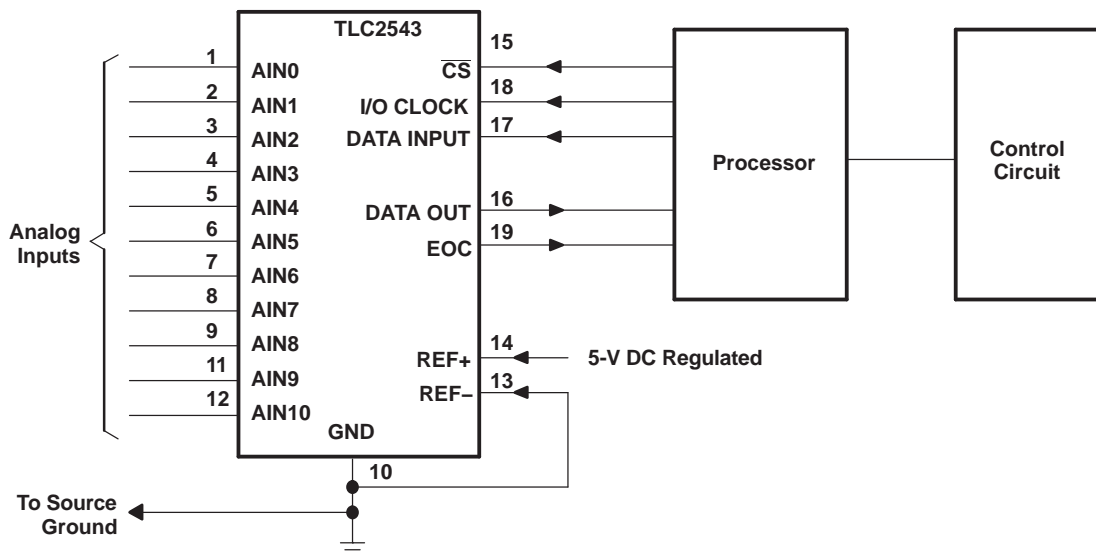 TLC2543
1 AIN0
2 AIN1
3 AIN2
4 AIN3
5 AIN4
6 AIN5
7 AIN6
8 AIN7
9 AIN8
11 AIN9
12 AIN10
Analog
Inputs
15
CS
18
I/O CLOCK
17
DATA INPUT
16
DATA OUT
19
EOC
14
REF+
5-V DC Regulated
13
REF–
GND
10
To Source
Ground
Processor
Control
Circuit